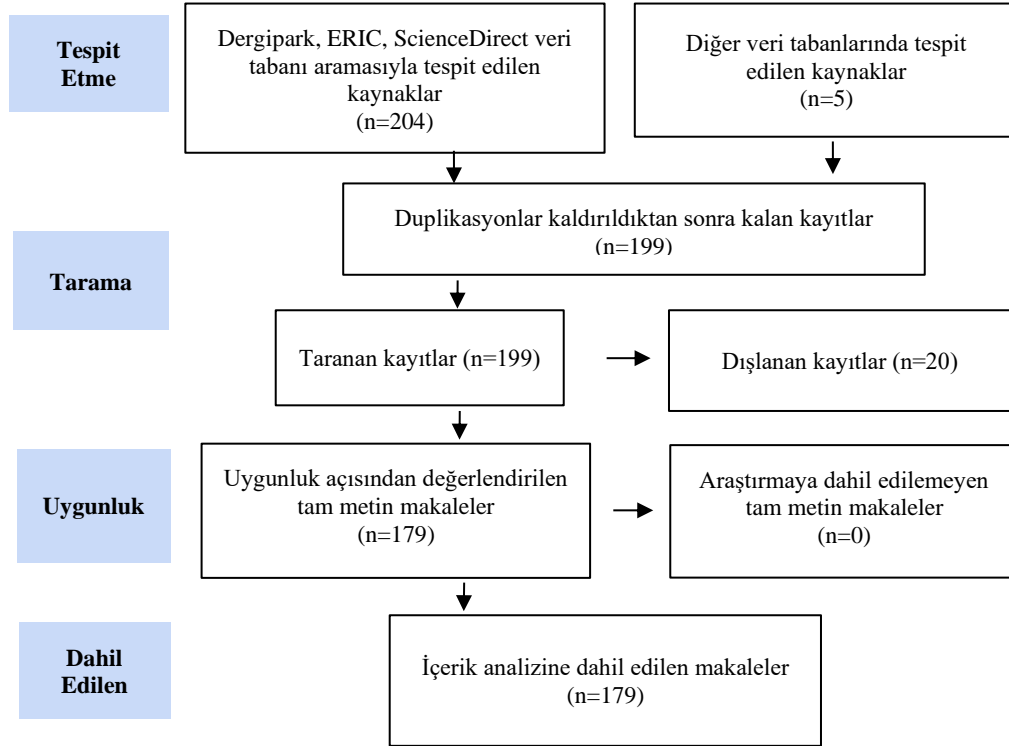 Tespit
Etme
Dergipark, ERIC, ScienceDirect veri
tabanı aramasıyla tespit edilen
kaynaklar
(n=204)
Diğer veri tabanlarında tespit
edilen kaynaklar
(n=5)
Duplikasyonlar kaldırıldıktan sonra kalan kayıtlar
(n=199)
Tarama
Taranan kayıtlar (n=199)
Dışlanan kayıtlar (n=20)
Uygunluk
Uygunluk açısından değerlendirilen
tam metin makaleler
(n=179)
Araştırmaya dahil edilemeyen
tam metin makaleler
(n=0)
Dahil
Edilen
İçerik analizine dahil edilen makaleler
(n=179)